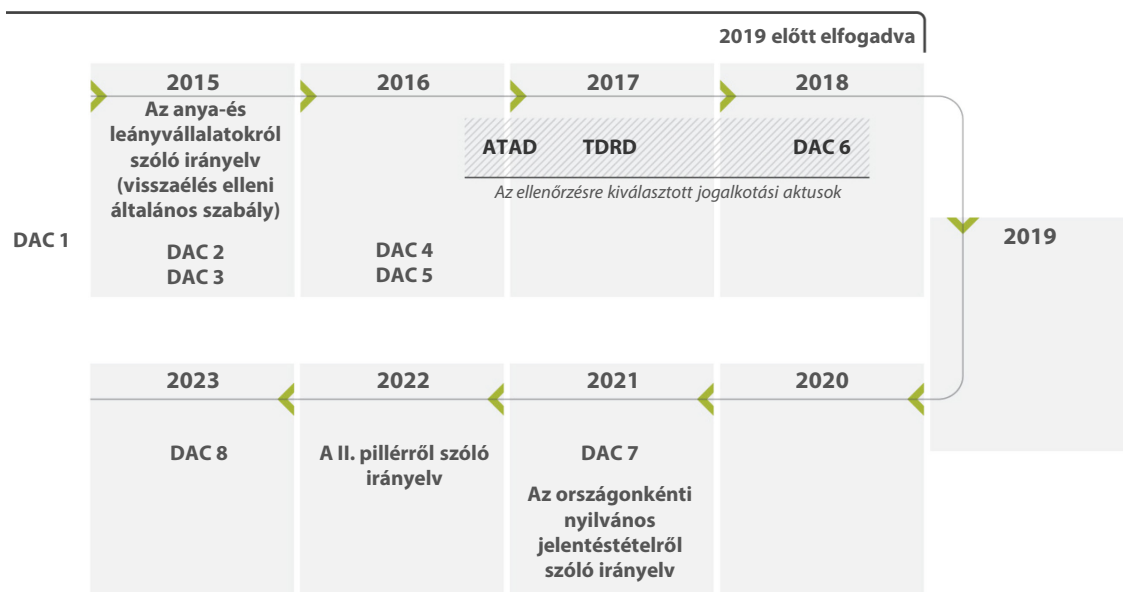 2019 előtt elfogadva
DAC 1
2015
Az anya-és
leányvállalatokról
szóló irányelv
(visszaélés elleni
általános szabály)
DAC 2
DAC 3
2016
DAC 4
DAC 5
2017
2018
ATAD TDRD DAC 6
Az ellenőrzésre kiválasztott jogalkotási aktusok
2019
2023
DAC 8
2022
A II. pillérről szóló
irányelv
2021
DAC 7
Az országonkénti
nyilvános
jelentéstételről
szóló irányelv
2020